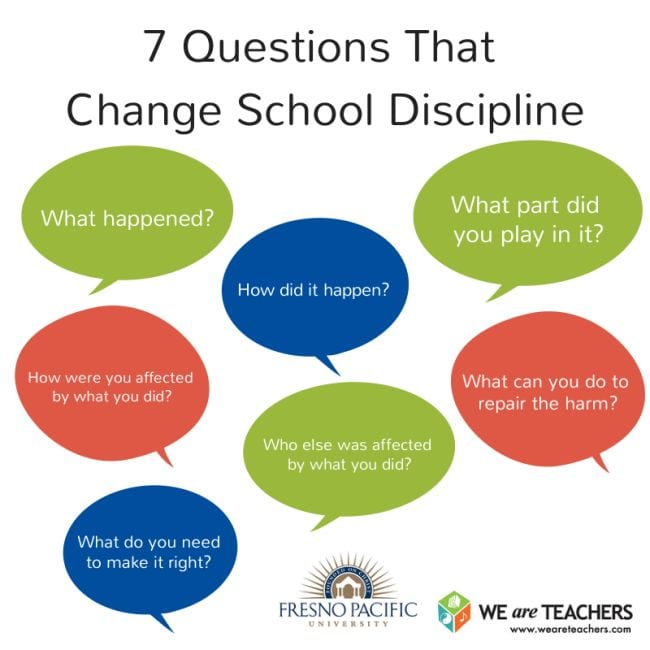 7 Questions That
Change School Discipline
What happened?
How did it happen?
What part did
you play in it?
How were you affected
by what you did?
Who else was affected
by what you did?
What can you do to
repair the harm?
What do you need
to make it right?
FOUNDED ON CHRIST
FRESNO PACIFIC
UNIVERSITY
WE are TEACHERS
www.weareteachers.com